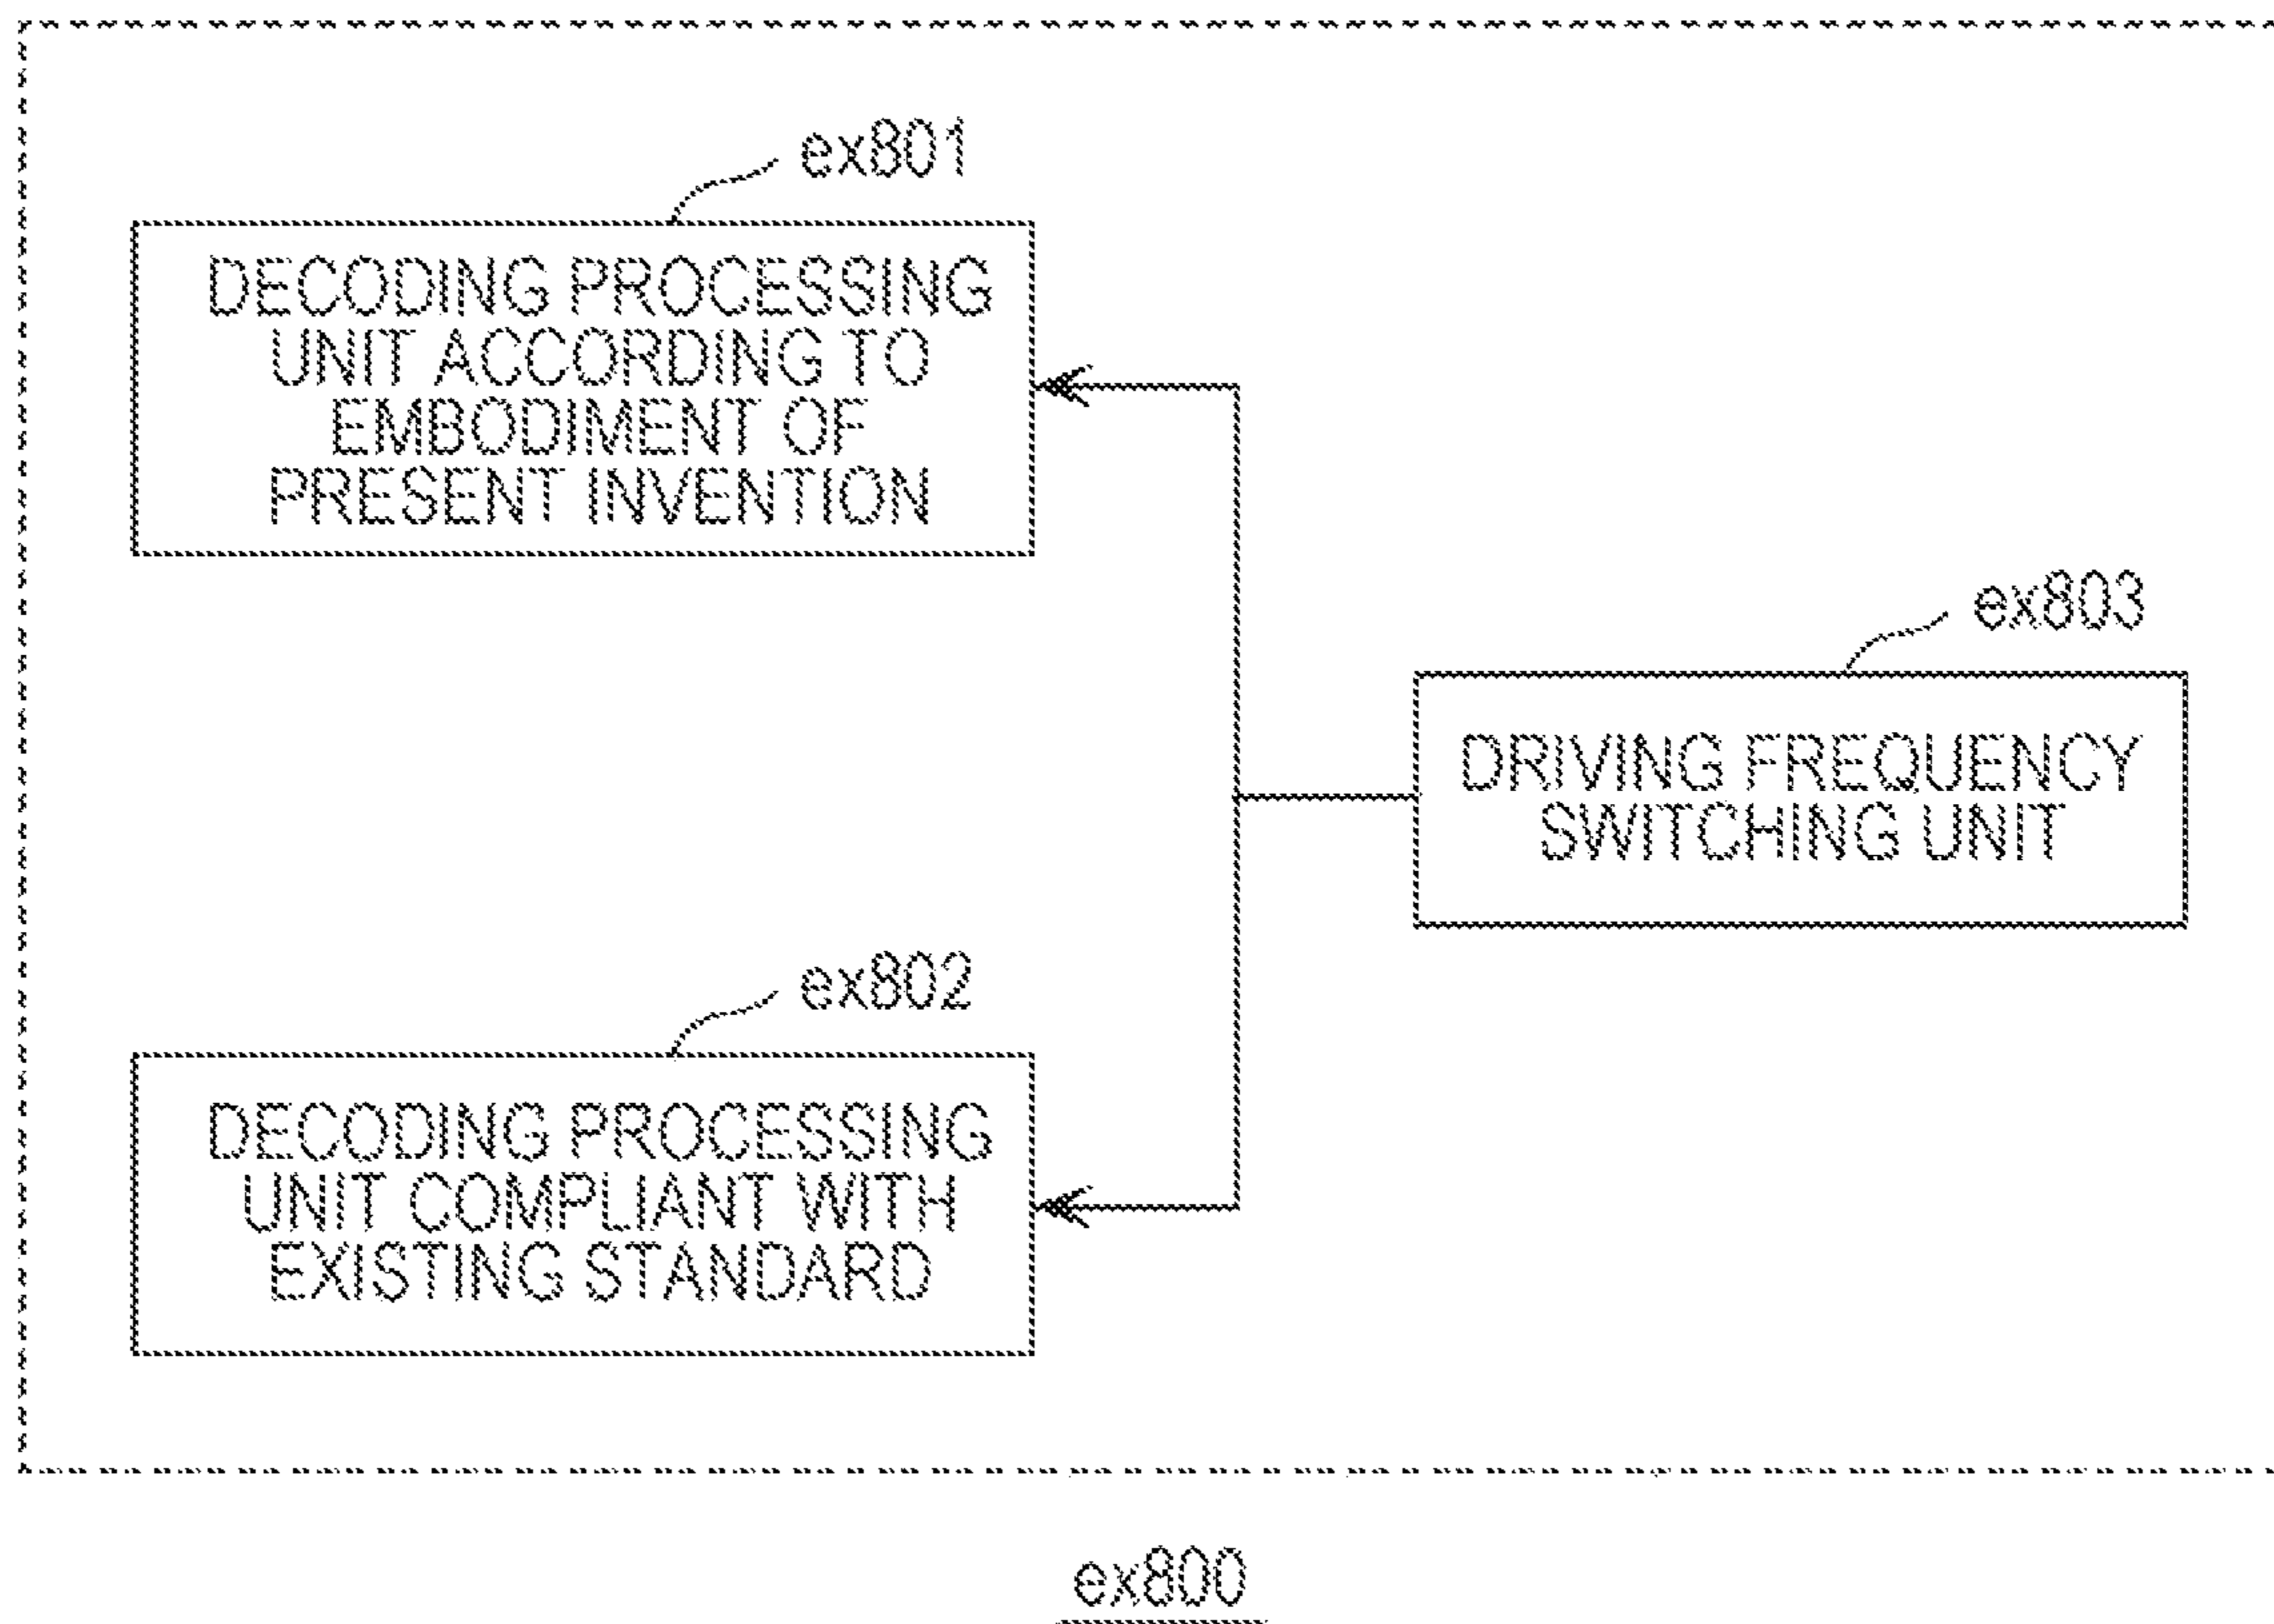 ex801
DECODING PROCESSING
UNIT ACCORDING TO
EMBODIMENT OF
PRESENT INVENTION
ex803
DRIVING FREQUENCY
SWITCHING UNIT
ex802
DECODING PROCESSING
UNIT COMPLIANT WITH
EXISTING STANDARD
ex800